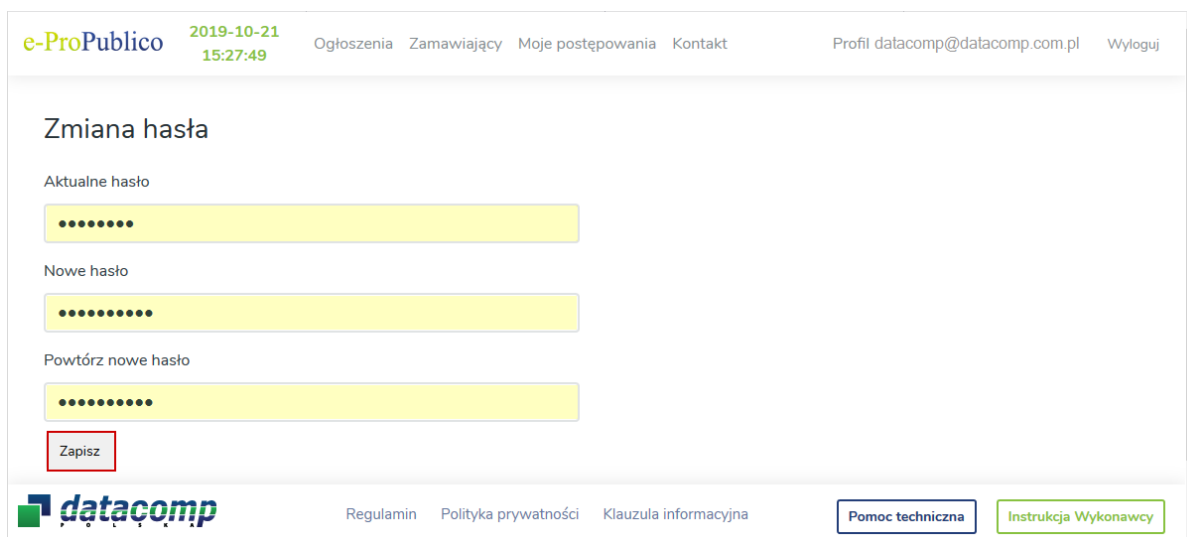 e-ProPublico
2019-10-21
15:27:49
Ogłoszenia Zamawiający Moje postępowania Kontakt
Profil datacomp@datacomp.com.pl
Wyloguj
Zmiana hasła
Aktualne hasło
••••••••
Nowe hasło
••••••••••
Powtórz nowe hasło
••••••••••
Zapisz
datacomp
POLSKA
Regulamin Polityka prywatności Klauzula informacyjna
Pomoc techniczna
Instrukcja Wykonawcy